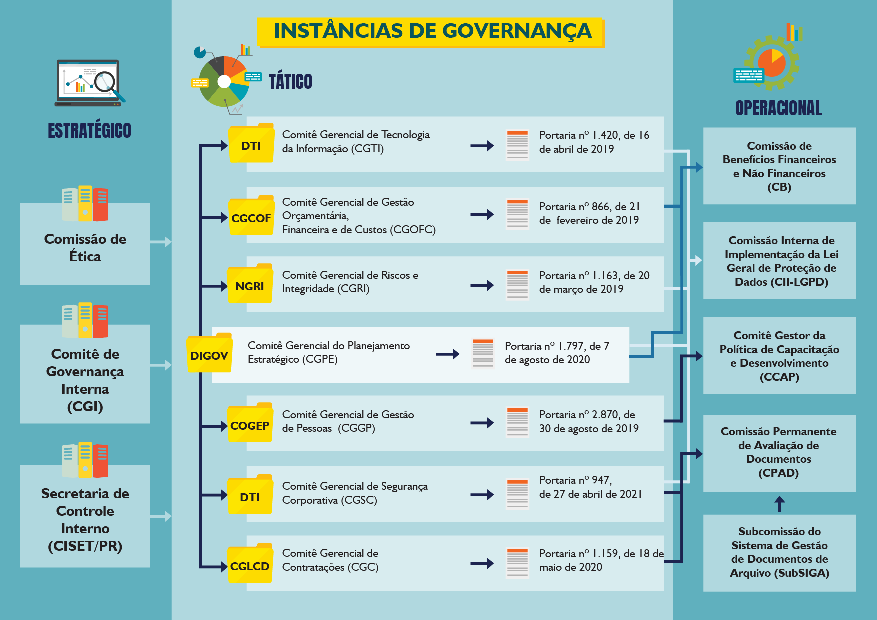 INSTÂNCIAS DE GOVERNANÇA
ESTRATÉGICO
Comissão de
Ética
Comitê de
Governança
Interna
(CGI)
Secretaria de
Controle
Interno
(CISET/PR)
TÁTICO
DTI
Comitê Gerencial de Tecnologia
da Informação (CGTI)
Portaria nº 1.420, de 16
de abril de 2019
CGCOF
Comitê Gerencial de Gestão
Orçamentária,
Financeira e de Custos (CGOFC)
Portaria nº 866, de 21
de fevereiro de 2019
NGRI
Comitê Gerencial de Riscos e
Integridade (CGRI)
Portaria nº 1.163, de 20
de março de 2019
DIGOV
Comitê Gerencial do Planejamento
Estratégico (CGPE)
Portaria nº 1.797, de 7
de agosto de 2020
COGEP
Comitê Gerencial de Gestão
de Pessoas (CGGP)
Portaria nº 2.870, de
30 de agosto de 2019
DTI
Comitê Gerencial de Segurança
Corporativa (CGSC)
Portaria nº 947,
de 27 de abril de 2021
CGLCD
Comitê Gerencial de
Contratações (CGC)
Portaria nº 1.159, de 18 de
maio de 2020
OPERACIONAL
Comissão de
Benefícios Financeiros
e Não Financeiros
(CB)
Comissão Interna de
Implementação da Lei
Geral de Proteção de
Dados (CII-LGPD)
Comitê Gestor da
Política de Capacitação
e Desenvolvimento
(CCAP)
Comissão Permanente
de Avaliação de
Documentos
(CPAD)
Subcomissão do
Sistema de Gestão
de Documentos de
Arquivo (SubSIGA)